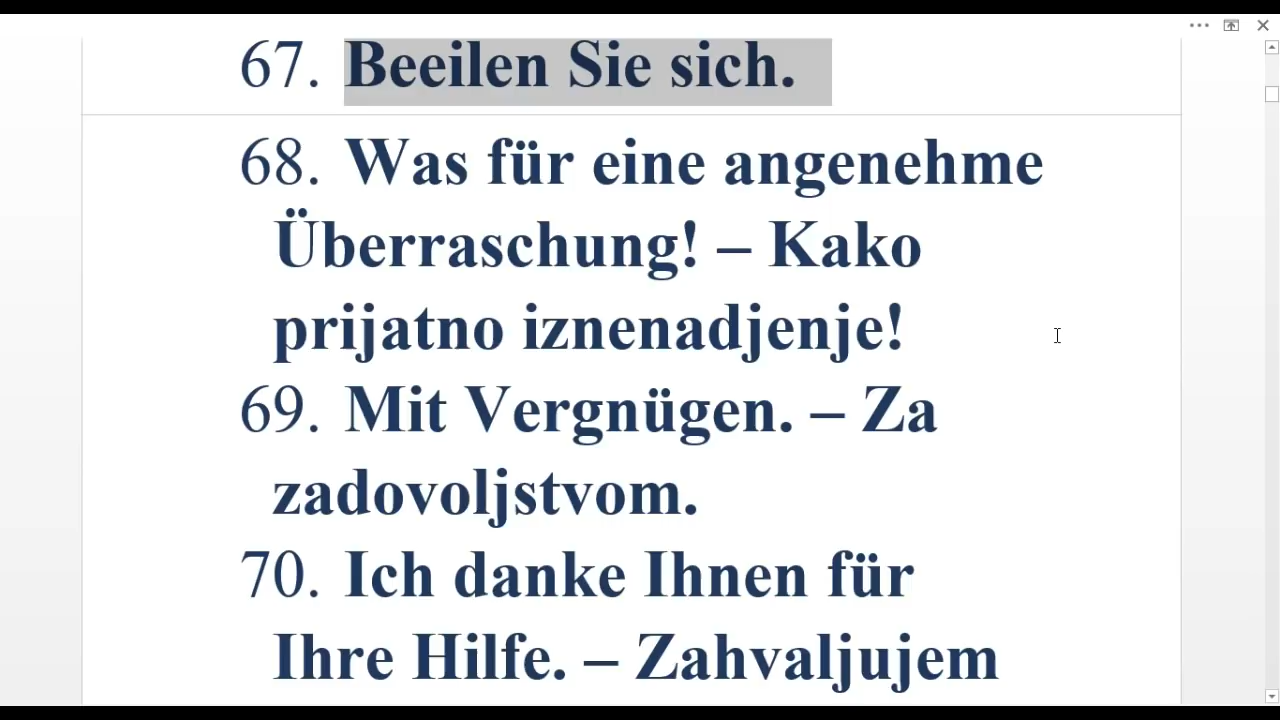 67. Beeilen Sie sich.
68. Was für eine angenehme
Überraschung! – Kako
prijatno iznenadjenje!
69. Mit Vergnügen. – Za
zadovoljstvom.
70. Ich danke Ihnen für
Ihre Hilfe. – Zahvaljujem